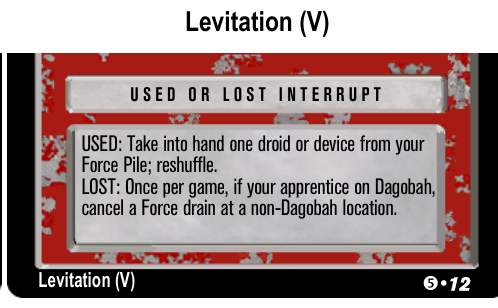 Levitation (V)
USED OR LOST INTERRUPT
USED: Take into hand one droid or device from your
Force Pile; reshuffle.
LOST: Once per game, if your apprentice on Dagobah,
cancel a Force drain at a non-Dagobah location.
Levitation (V)
5•12